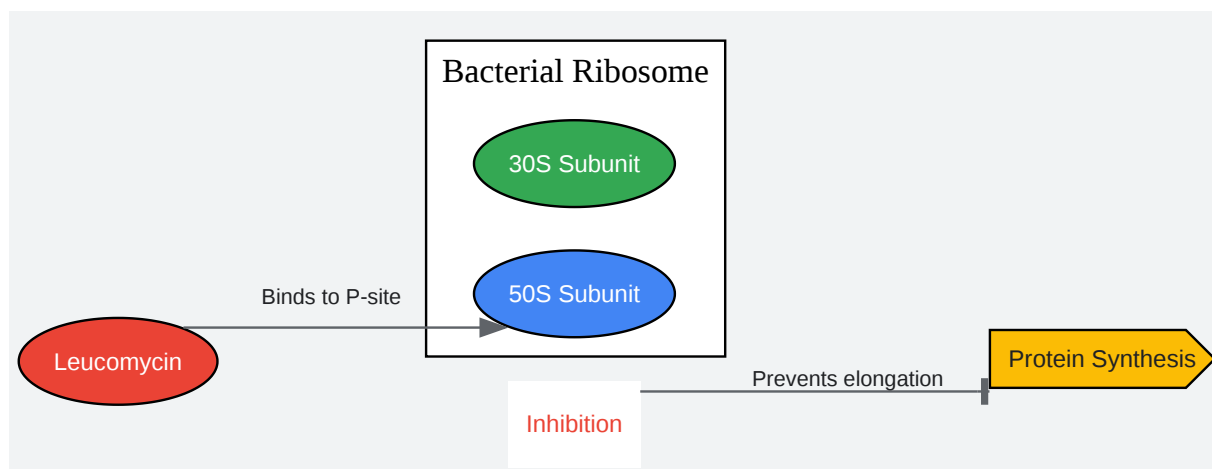 Bacterial Ribosome
30S Subunit
50S Subunit
Binds to P-site
Leucomycin
Protein Synthesis
Prevents elongation
Inhibition